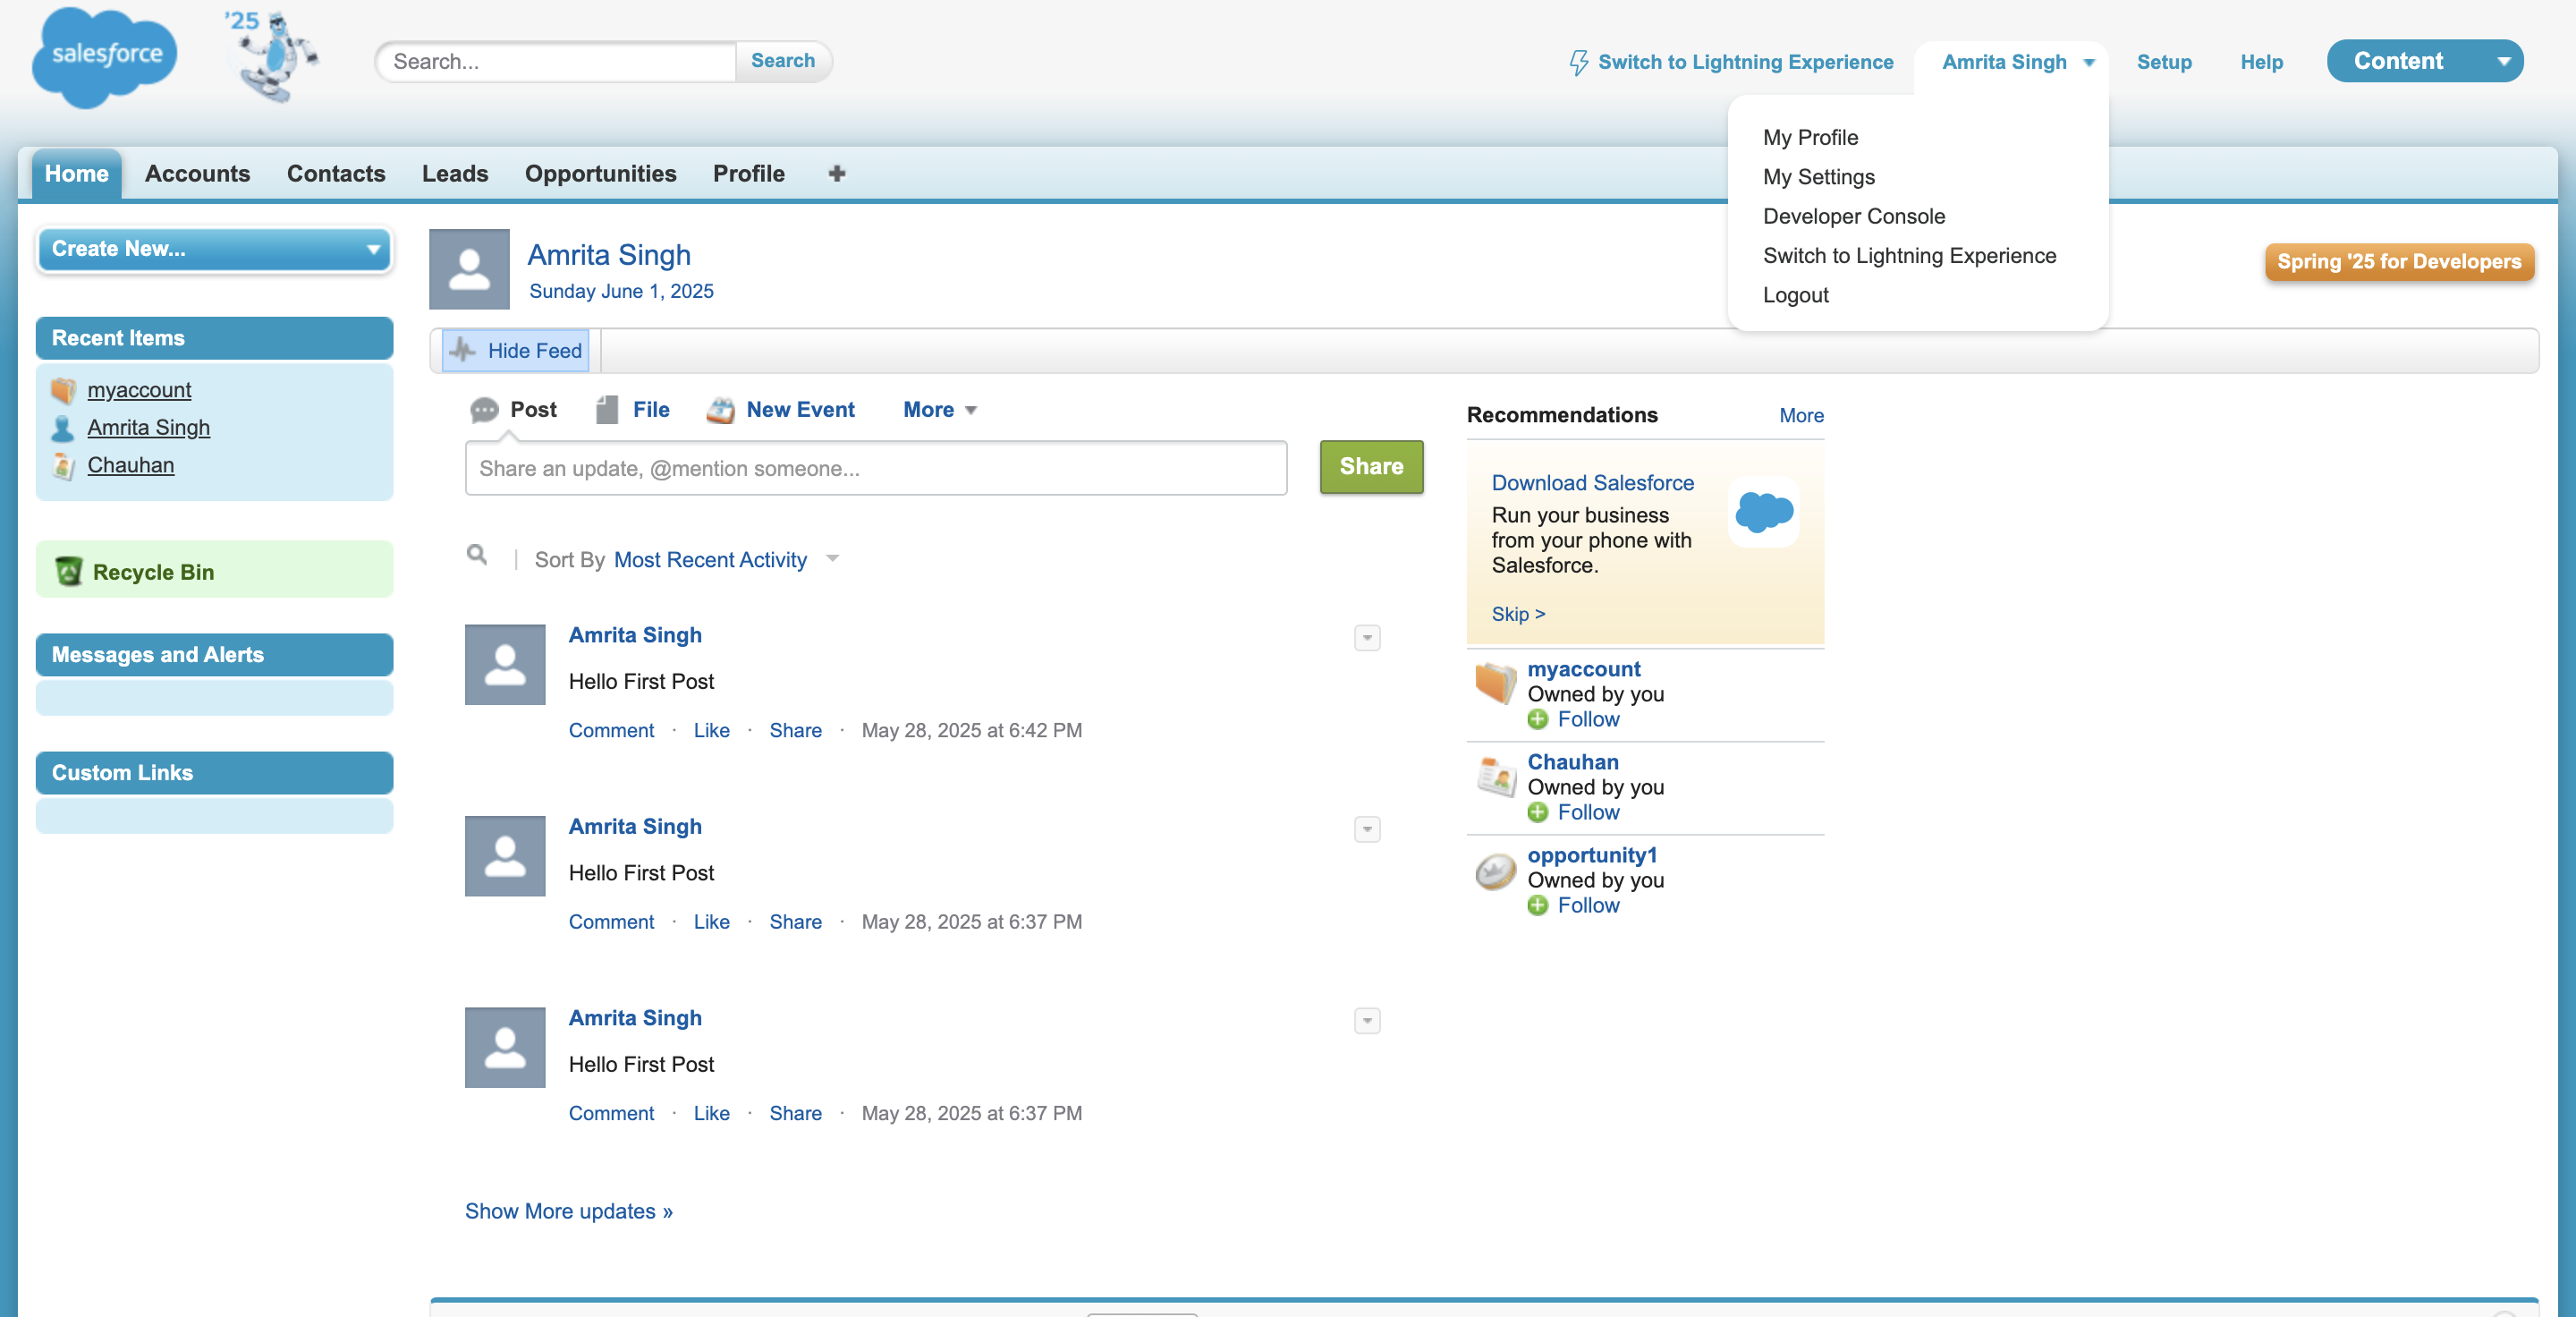 salesforce
'25
Search...
Search
Switch to Lightning Experience
Amrita Singh
Setup
Help
Content
My Profile
My Settings
Developer Console
Switch to Lightning Experience
Logout
Home
Accounts
Contacts
Leads
Opportunities
Profile
Create New...
Recent Items
myaccount
Amrita Singh
Chauhan
Recycle Bin
Messages and Alerts
Custom Links
Amrita Singh
Sunday June 1, 2025
Spring '25 for Developers
Hide Feed
Post
File
New Event
More
Share an update, @mention someone...
Share
Sort By Most Recent Activity
Amrita Singh
Hello First Post
Comment · Like · Share · May 28, 2025 at 6:42 PM
Amrita Singh
Hello First Post
Comment · Like · Share · May 28, 2025 at 6:37 PM
Amrita Singh
Hello First Post
Comment · Like · Share · May 28, 2025 at 6:37 PM
Show More updates »
Recommendations
More
Download Salesforce
Run your business
from your phone with
Salesforce.
Skip >
myaccount
Owned by you
Follow
Chauhan
Owned by you
Follow
opportunity1
Owned by you
Follow